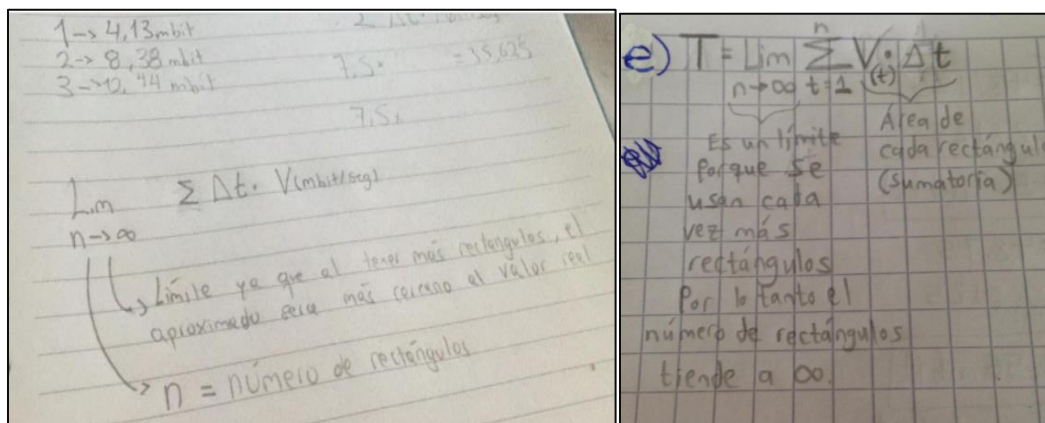 1→ 4,13 mbit
2→ 8,38 mbit
3→12,44 mbit
7,5· = 35,625
7,5x
Lim ∑ Δt· V(mbit/seg)
n→∞
Límite ya que al tener más rectangulos, el
aproximado sera más cercano al valor real
n = número de rectángulos
e) T = Lim ∑ V(t) · Δt
n
n→∞ t=1
Es un límite
porque se
usan cada
vez más
rectángulos
Por lo tanto el
número de rectángulos
tiende a ∞.
Área de
cada rectángulo
(sumatoria)